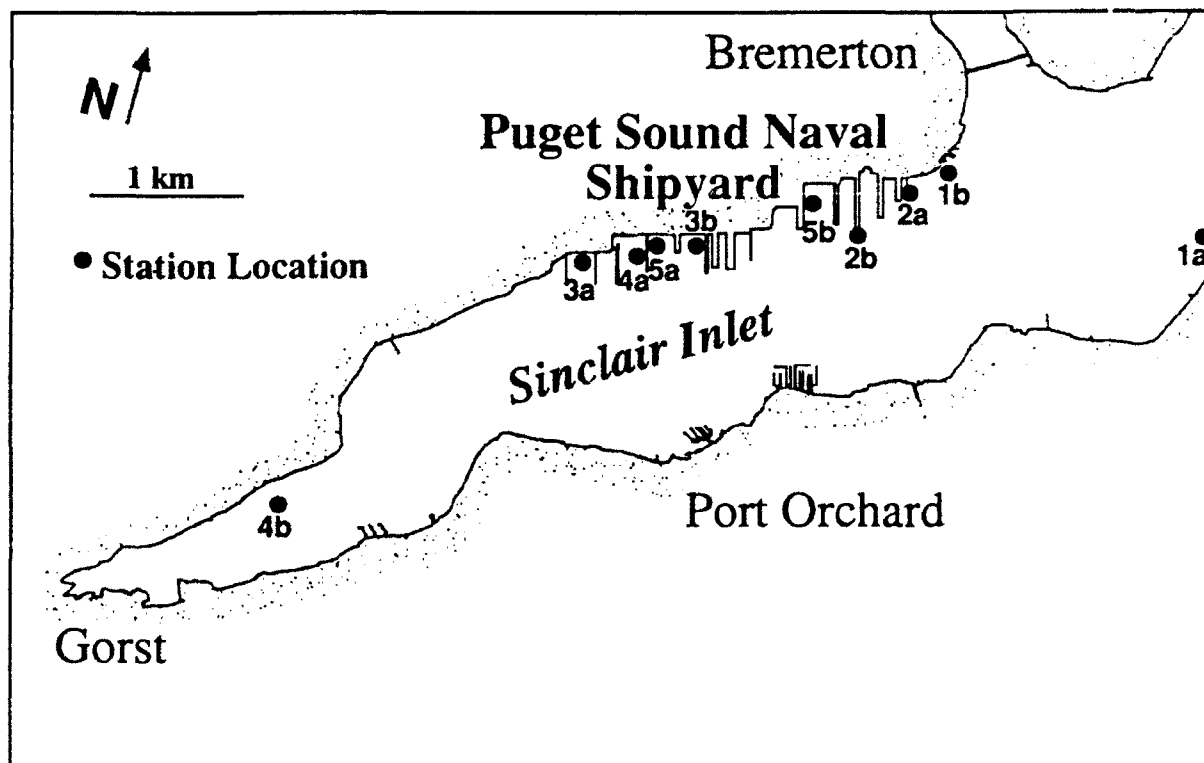 Bremerton
N
Puget Sound Naval
Shipyard
1 km
1b
2a
3b
5b
2b
1a
Station Location
5a
4a
3a
Sinclair Inlet
Port Orchard
4b
Gorst